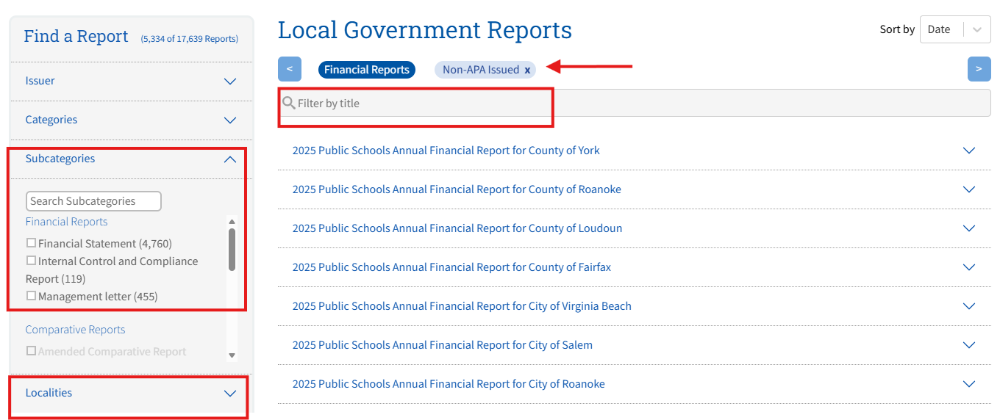 Find a Report (5,334 of 17,639 Reports)
Issuer
Categories
Subcategories
Search Subcategories
Financial Reports
Financial Statement (4,760)
Internal Control and Compliance
Report (119)
Management letter (455)
Comparative Reports
Amended Comparative Report
Localities
Local Government Reports
Sort by Date
< Financial Reports Non-APA Issued x >
Filter by title
2025 Public Schools Annual Financial Report for County of York
2025 Public Schools Annual Financial Report for County of Roanoke
2025 Public Schools Annual Financial Report for County of Loudoun
2025 Public Schools Annual Financial Report for County of Fairfax
2025 Public Schools Annual Financial Report for City of Virginia Beach
2025 Public Schools Annual Financial Report for City of Salem
2025 Public Schools Annual Financial Report for City of Roanoke